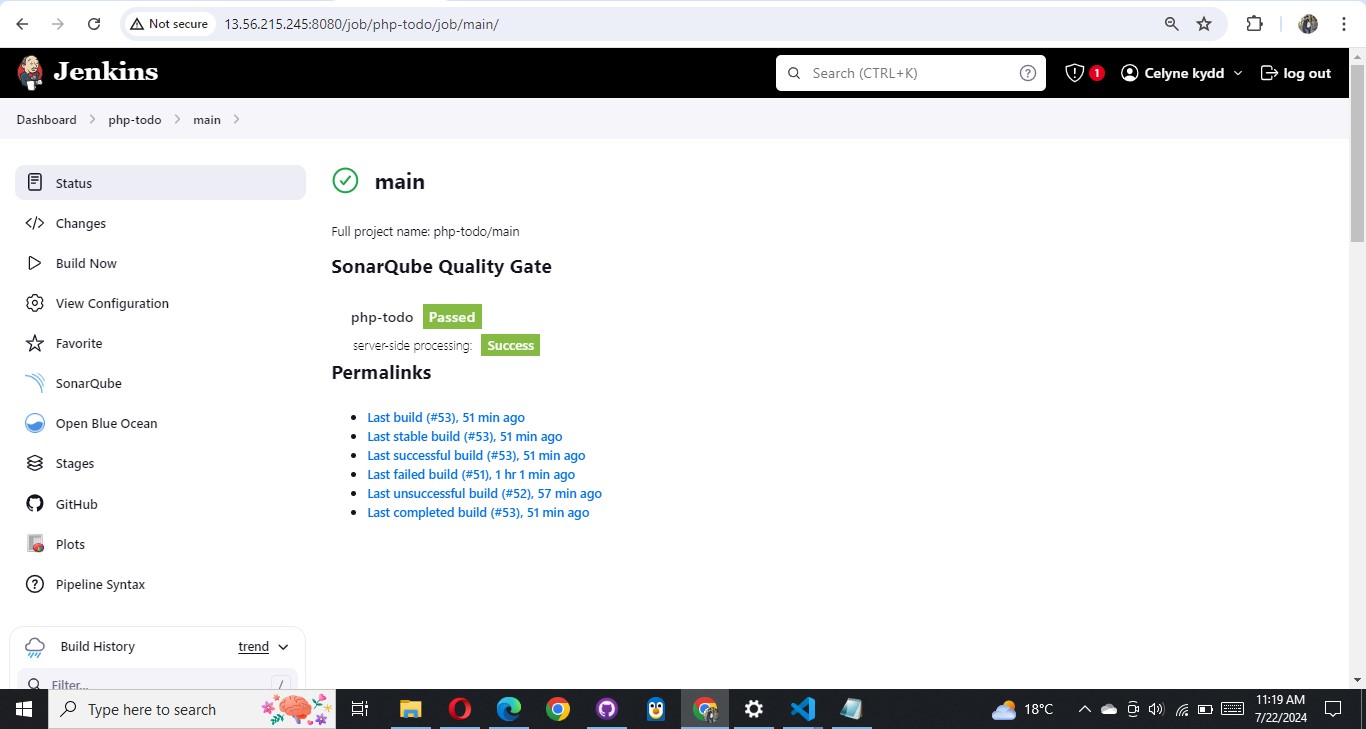 Not secure 13.56.215.245:8080/job/php-todo/job/main/
Jenkins
Search (CTRL+K)
1
Celyne kydd
log out
Dashboard
php-todo
main
Status
Changes
Build Now
View Configuration
Favorite
SonarQube
Open Blue Ocean
Stages
GitHub
Plots
Pipeline Syntax
Build History
trend
Filter...
/
main
Full project name: php-todo/main
SonarQube Quality Gate
php-todo Passed
server-side processing: Success
Permalinks
Last build (#53), 51 min ago
Last stable build (#53), 51 min ago
Last successful build (#53), 51 min ago
Last failed build (#51), 1 hr 1 min ago
Last unsuccessful build (#52), 57 min ago
Last completed build (#53), 51 min ago
Type here to search
18°C
11:19 AM
7/22/2024